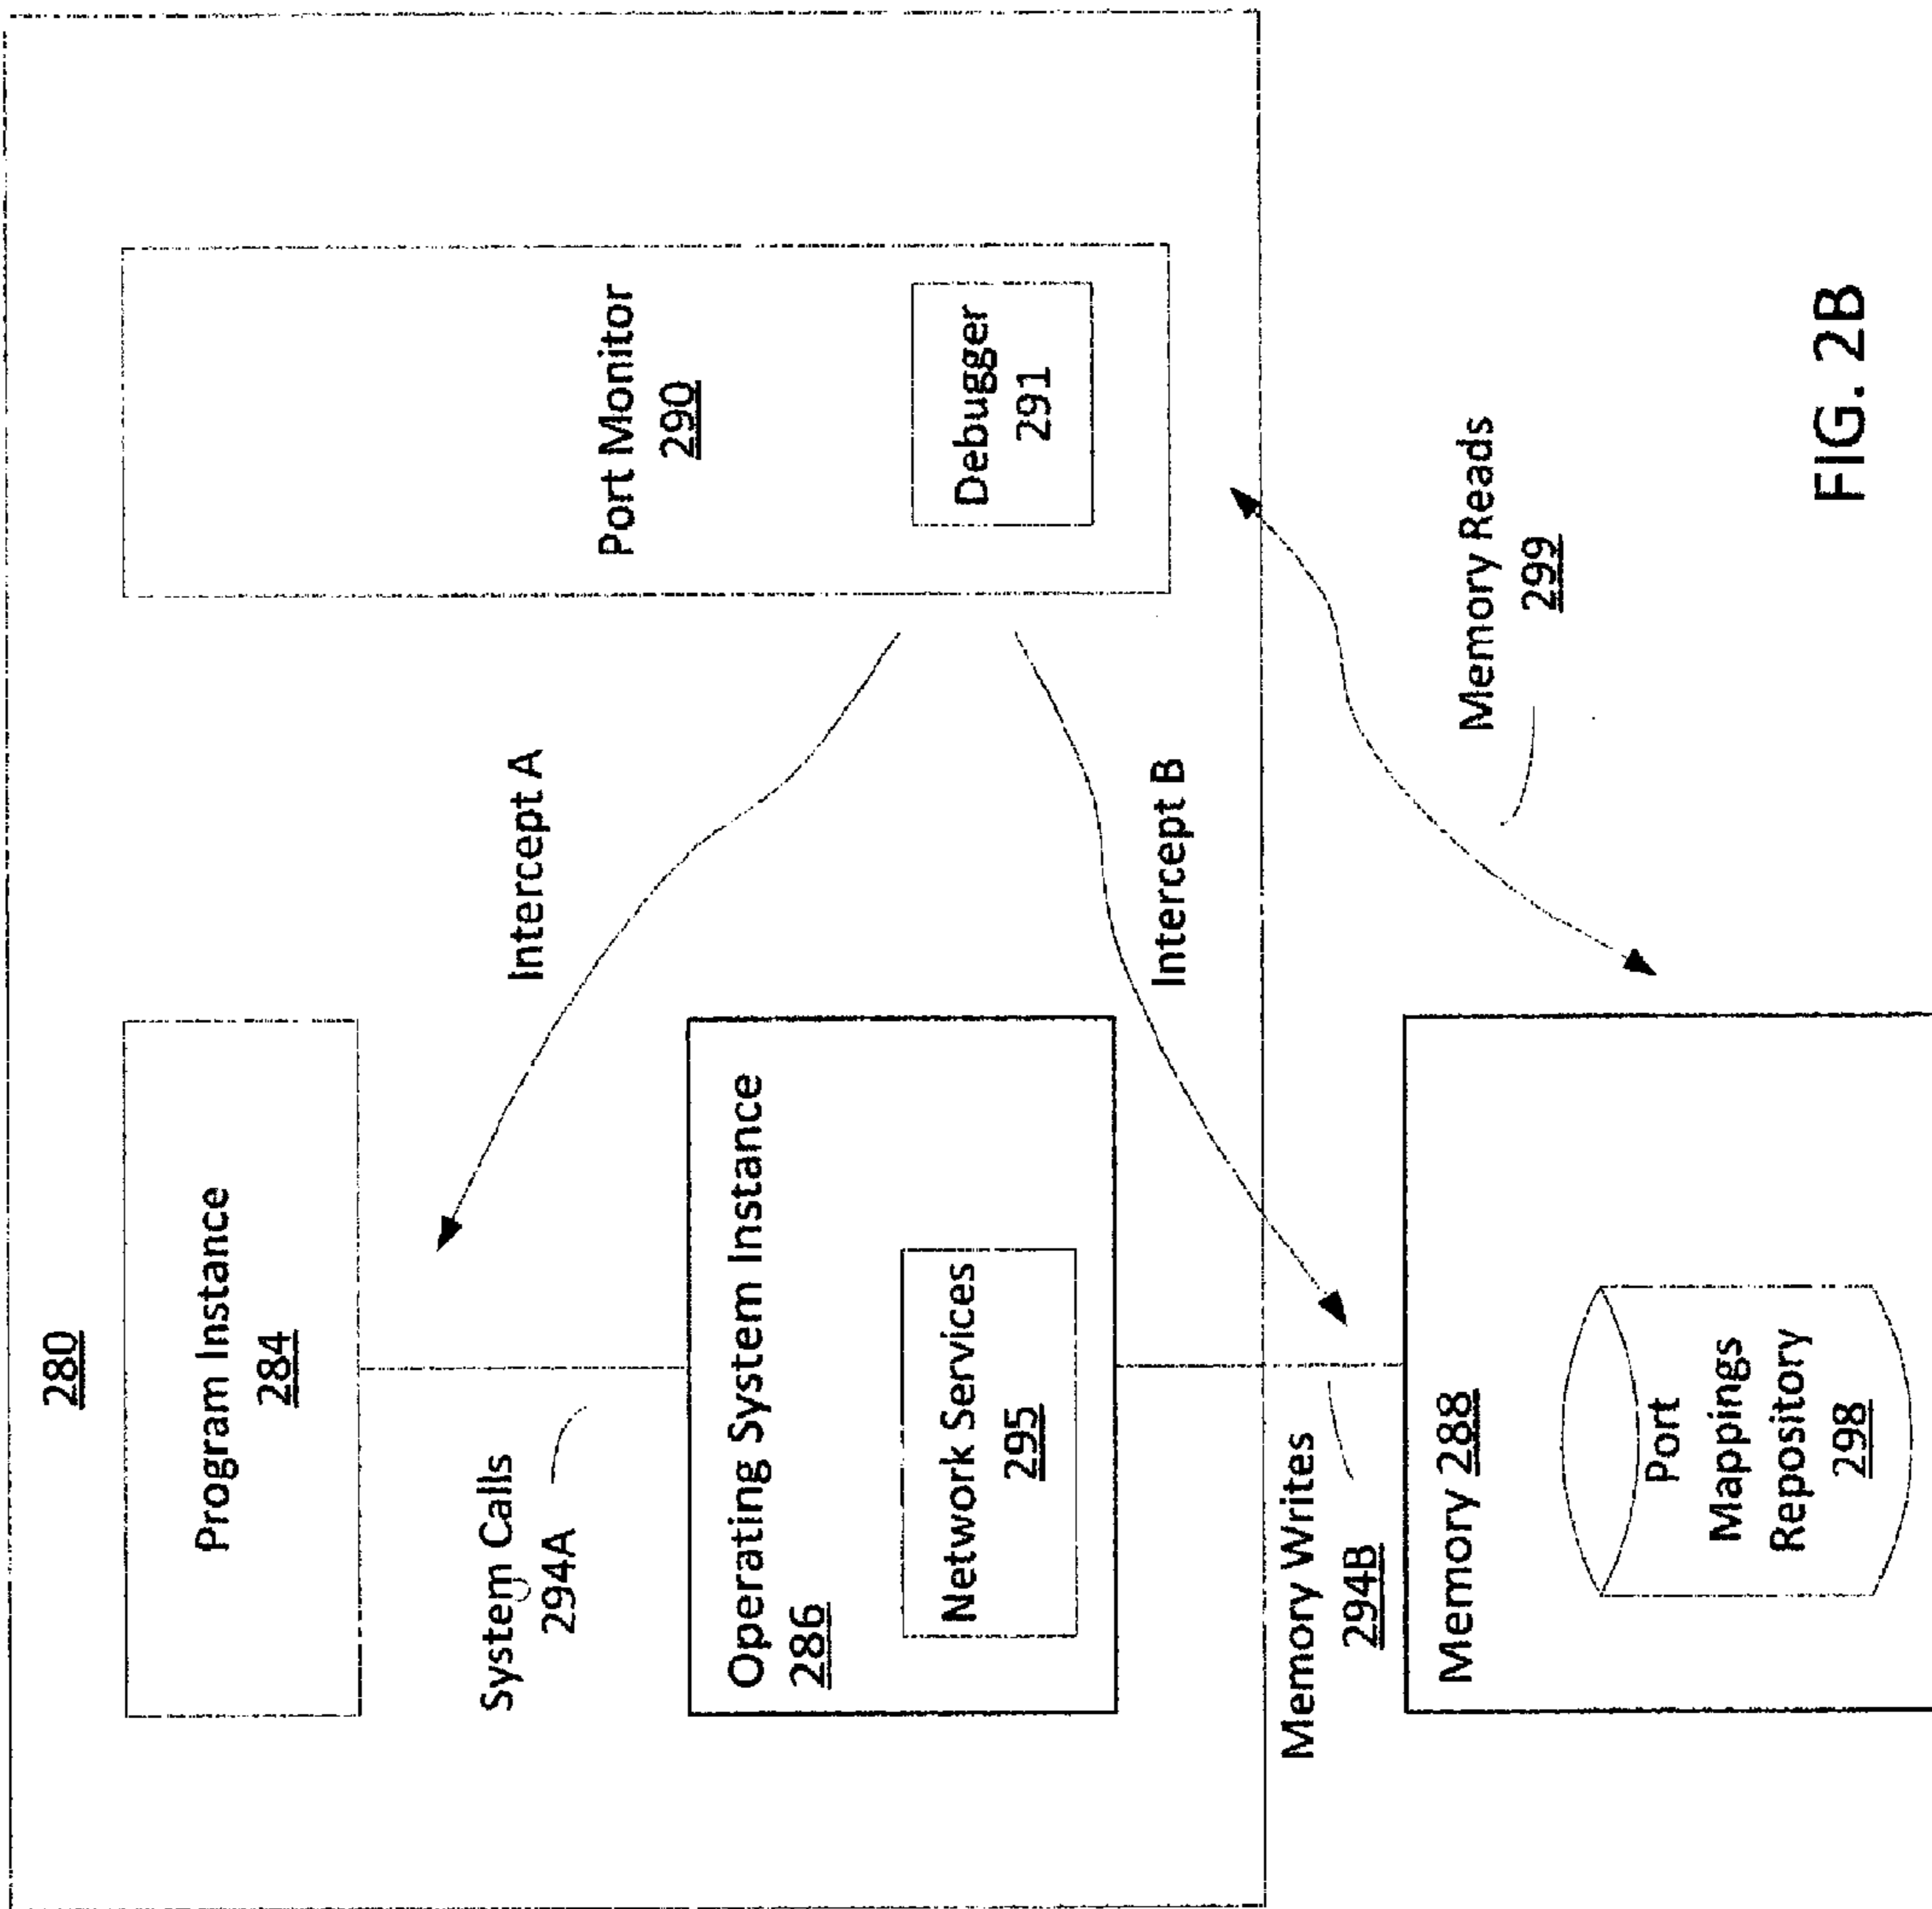 280
Program Instance
284
System Calls
294A
Intercept A
Port Monitor
290
Debugger
291
Operating System Instance
286
Network Services
295
Intercept B
Memory Writes
294B
Memory Reads
299
Memory 288
Port
Mappings
Repository
298
FIG. 2B